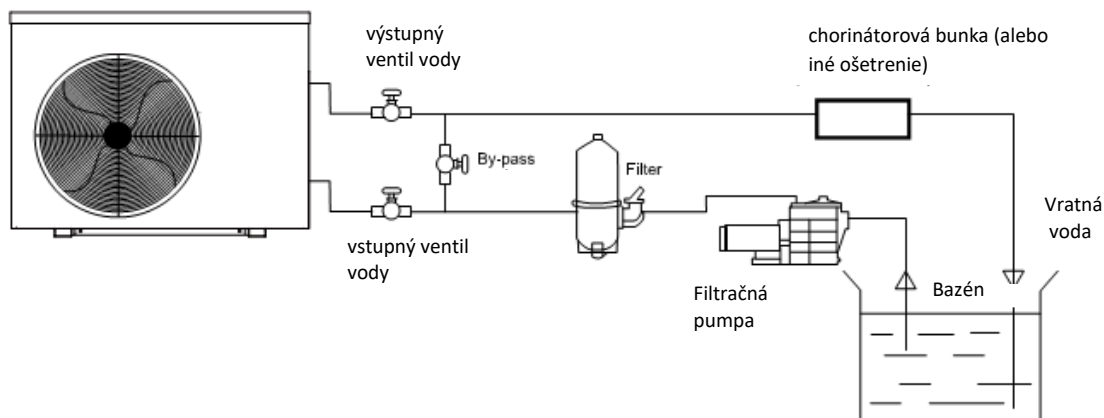 výstupný
ventil vody
chorinátorová bunka (alebo
iné ošetrenie)
By-pass
Filter
vstupný ventil
vody
Filtračná
pumpa
Bazén
Vratná
voda